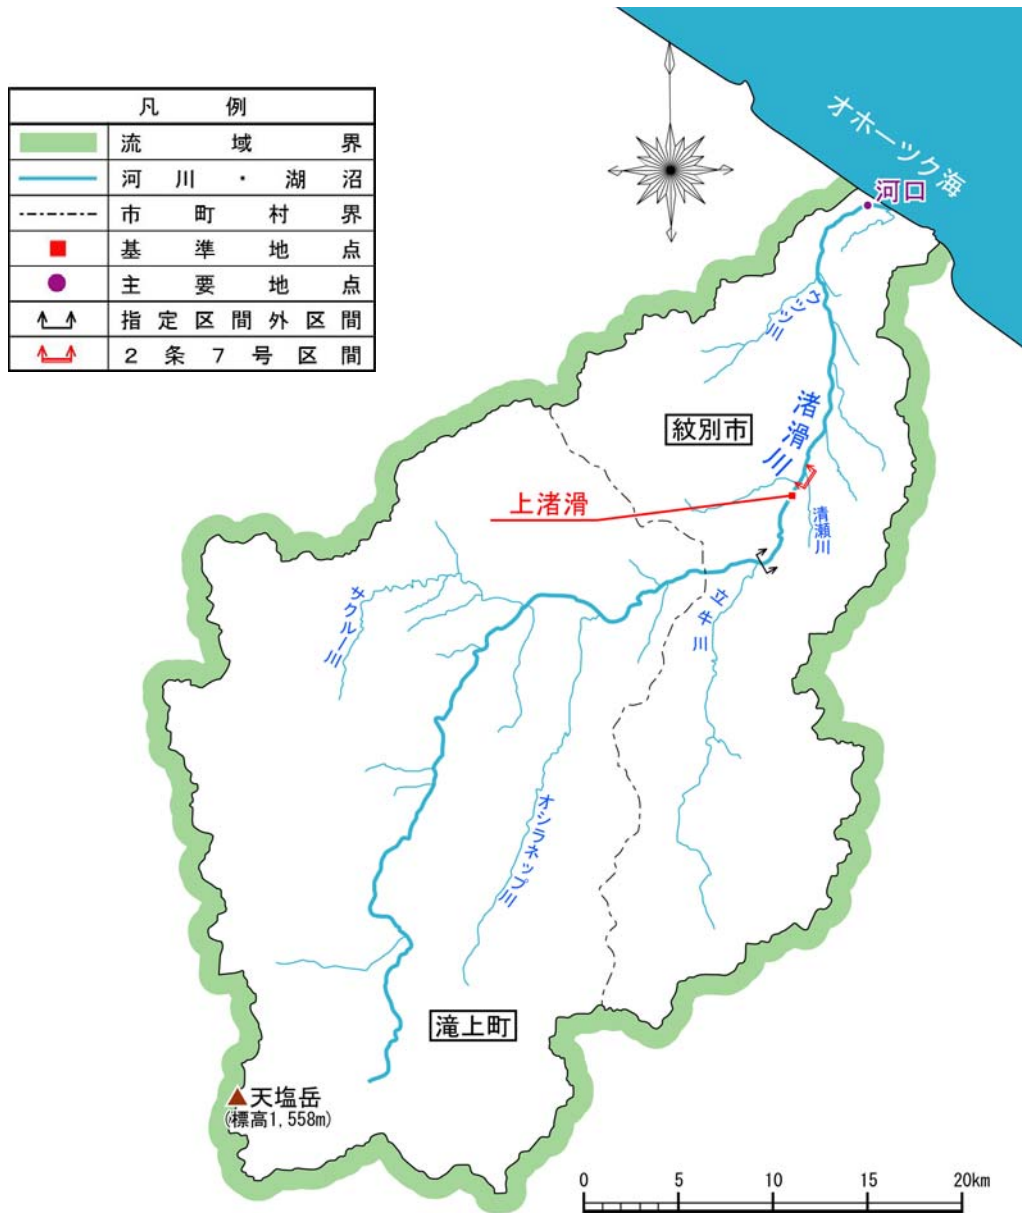 凡例
流域界
河川・湖沼
市町村界
基準地点
主要地点
指定区間外区間
2条7号区間
オホーツク海
河口
ウツツ川
渚滑川
紋別市
上渚滑
清瀬川
立牛川
サクルー川
オシラネップ川
滝上町
天塩岳
(標高1,558m)
0 5 10 15 20km